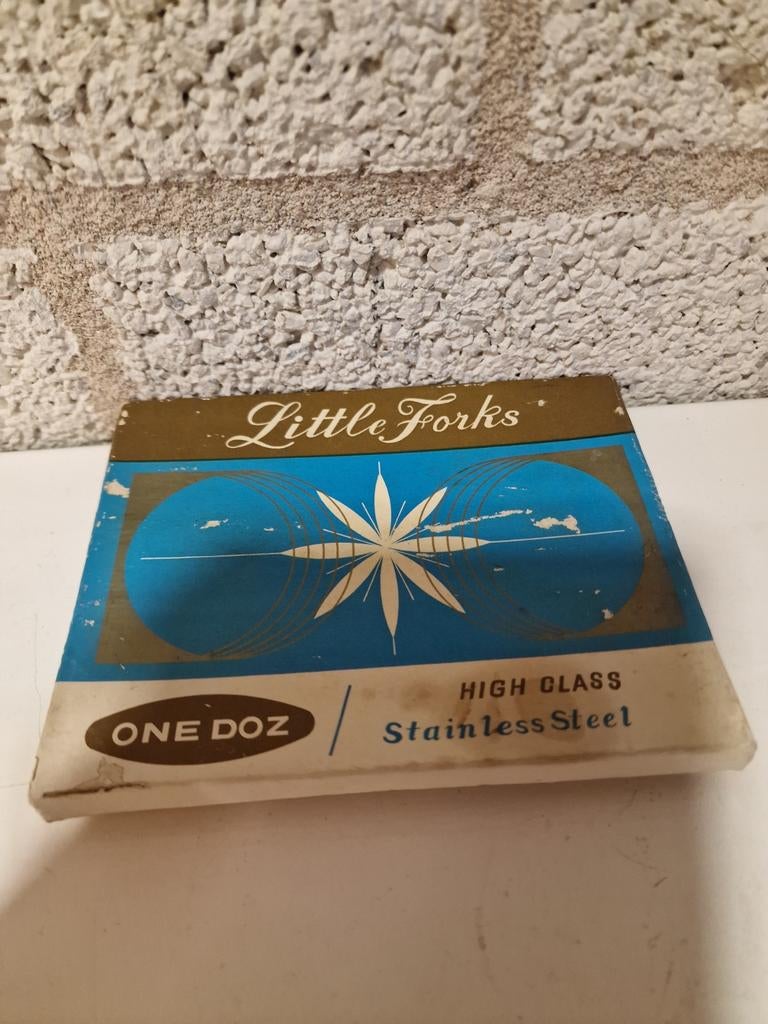 Little Forks
HIGH CLASS
ONE DOZ / Stainless Steel